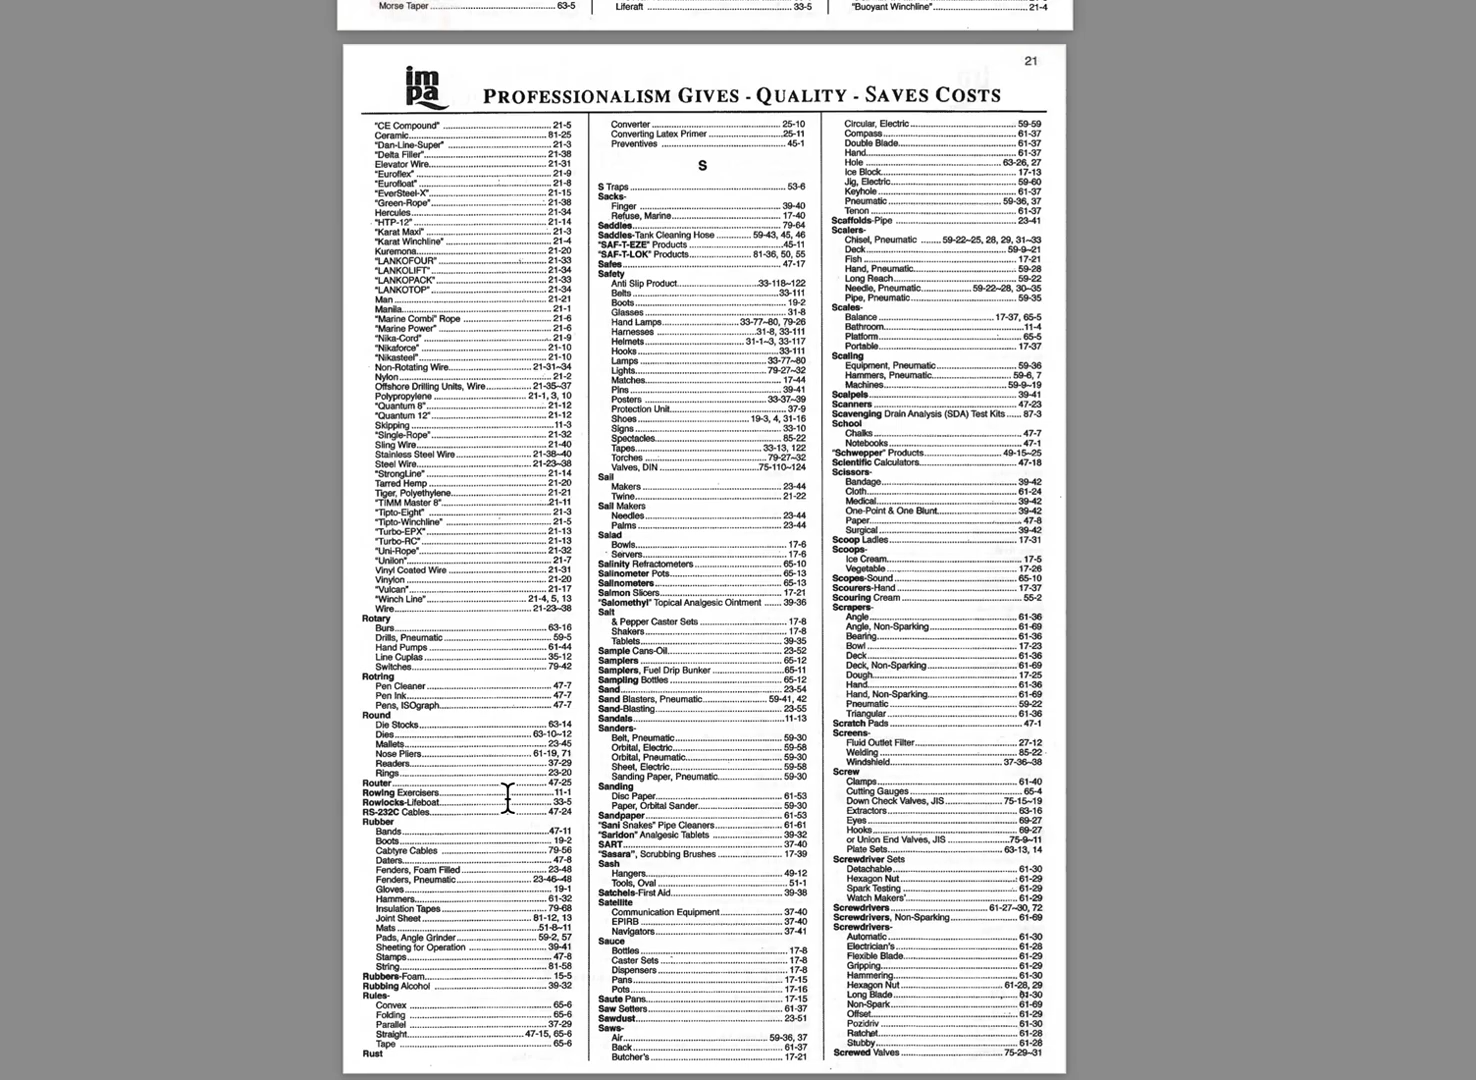 Morse Taper 63-5
Liferaft 33-5
"Buoyant Winchline" 21-4
21
impa
PROFESSIONALISM GIVES - QUALITY - SAVES COSTS
"CE Compound" 21-5
Ceramic 81-25
"Dan-Line-Super" 21-3
"Delta Filler" 21-38
Elevator Wire 21-31
"Euroflex" 21-9
"Eurofloat" 21-8
"EverSteel-X" 21-15
"Green-Rope" 21-38
Hercules 21-34
"HTP-12" 21-14
"Karat Maxi" 21-3
"Karat Winchline" 21-4
Kuremona 21-20
"LANKOFOUR" 21-33
"LANKOLIFT" 21-34
"LANKOPACK" 21-33
"LANKOTOP" 21-34
Man 21-21
Manila 21-1
"Marine Combi" Rope 21-6
"Marine Power" 21-6
"Nika-Cord" 21-9
"Nikaforce" 21-10
"Nikasteel" 21-10
Non-Rotating Wire 21-31~34
Nylon 21-2
Offshore Drilling Units, Wire 21-35~37
Polypropylene 21-1, 3, 10
"Quantum 8" 21-12
"Quantum 12" 21-12
Skipping 11-3
"Single-Rope" 21-32
Sling Wire 21-40
Stainless Steel Wire 21-38~40
Steel Wire 21-23~38
"StrongLine" 21-14
Tarred Hemp 21-20
Tiger, Polyethylene 21-21
"TIMM Master 8" 21-11
"Tipto-Eight" 21-3
"Tipto-Winchline" 21-5
"Turbo-EPX" 21-13
"Turbo-RC" 21-13
"Uni-Rope" 21-32
"Unilon" 21-7
Vinyl Coated Wire 21-31
Vinylon 21-20
"Vulcan" 21-17
"Winch Line" 21-4, 5, 13
Wire 21-23~38
Rotary
Burs 63-16
Drills, Pneumatic 59-5
Hand Pumps 61-44
Line Cuplas 35-12
Switches 79-42
Rotring
Pen Cleaner 47-7
Pen Ink 47-7
Pens, ISOgraph 47-7
Round
Die Stocks 63-14
Dies 63-10~12
Mallets 23-45
Nose Pliers 61-19, 71
Readers 37-29
Rings 23-20
Router 47-25
Rowing Exercisers 11-1
Rowlocks-Lifeboat 33-5
RS-232C Cables 47-24
Rubber
Bands 47-11
Boots 19-2
Cabtyre Cables 79-56
Daters 47-8
Fenders, Foam Filled 23-48
Fenders, Pneumatic 23-46~48
Gloves 19-1
Hammers 61-32
Insulation Tapes 79-68
Joint Sheet 81-12, 13
Mats 51-8~11
Pads, Angle Grinder 59-2, 57
Sheeting for Operation 39-41
Stamps 47-8
String 81-58
Rubbers-Foam 15-5
Rubbing Alcohol 39-32
Rules-
Convex 65-6
Folding 65-6
Parallel 37-29
Straight 47-15, 65-6
Tape 65-6
Rust
Converter 25-10
Converting Latex Primer 25-11
Preventives 45-1
S
S Traps 53-6
Sacks-
Finger 39-40
Refuse, Marine 17-40
Saddles 79-64
Saddles-Tank Cleaning Hose 59-43, 45, 46
"SAF-T-EZE" Products 45-11
"SAF-T-LOK" Products 81-36, 50, 55
Safes 47-17
Safety
Anti Slip Product 33-118~122
Belts 33-111
Boots 19-2
Glasses 31-8
Hand Lamps 33-77~80, 79-26
Harnesses 31-8, 33-111
Helmets 31-1~3, 33-117
Hooks 33-111
Lamps 33-77~80
Lights 79-27~32
Matches 17-44
Pins 39-41
Posters 33-37~39
Protection Unit 37-9
Shoes 19-3, 4, 31-16
Signs 33-10
Spectacles 85-22
Tapes 33-13, 122
Torches 79-27~32
Valves, DIN 75-110~124
Sail
Makers 23-44
Twine 21-22
Sail Makers
Needles 23-44
Palms 23-44
Salad
Bowls 17-6
Servers 17-6
Salinity Refractometers 65-10
Salinometer Pots 65-13
Salinometers 65-13
Salmon Slicers 17-21
"Salomethyl" Topical Analgesic Ointment 39-36
Salt
& Pepper Caster Sets 17-8
Shakers 17-8
Tablets 39-35
Sample Cans-Oil 23-52
Samplers 65-12
Samplers, Fuel Drip Bunker 65-11
Sampling Bottles 65-12
Sand 23-54
Sand Blasters, Pneumatic 59-41, 42
Sand-Blasting 23-55
Sandals 11-13
Sanders-
Belt, Pneumatic 59-30
Orbital, Electric 59-58
Orbital, Pneumatic 59-30
Sheet, Electric 59-58
Sanding Paper, Pneumatic 59-30
Sanding
Disc Paper 61-53
Paper, Orbital Sander 59-30
Sandpaper 61-53
"Sani Snakes" Pipe Cleaners 61-61
"Saridon" Analgesic Tablets 39-32
SART 37-40
"Sasara", Scrubbing Brushes 17-39
Sash
Hangers 49-12
Tools, Oval 51-1
Satchels-First Aid 39-38
Satellite
Communication Equipment 37-40
EPIRB 37-40
Navigators 37-41
Sauce
Bottles 17-8
Caster Sets 17-8
Dispensers 17-8
Pans 17-15
Pots 17-16
Saute Pans 17-15
Saw Setters 61-37
Sawdust 23-51
Saws-
Air 59-36, 37
Back 61-37
Butcher's 17-21
Circular, Electric 59-59
Compass 61-37
Double Blade 61-37
Hand 61-37
Hole 63-26, 27
Ice Block 17-13
Jig, Electric 59-60
Keyhole 61-37
Pneumatic 59-36, 37
Tenon 61-37
Scaffolds-Pipe 23-41
Scalers-
Chisel, Pneumatic 59-22~25, 28, 29, 31~33
Deck 59-9~21
Fish 17-21
Hand, Pneumatic 59-28
Long Reach 59-22
Needle, Pneumatic 59-22~28, 30~35
Pipe, Pneumatic 59-35
Scales-
Balance 17-37, 65-5
Bathroom 11-4
Platform 65-5
Portable 17-37
Scaling
Equipment, Pneumatic 59-36
Hammers, Pneumatic 59-6, 7
Machines 59-9~19
Scalpels 39-41
Scanners 47-23
Scavenging Drain Analysis (SDA) Test Kits 87-3
School
Chalks 47-7
Notebooks 47-1
"Schwepper" Products 49-15~25
Scientific Calculators 47-18
Scissors-
Bandage 39-42
Cloth 61-24
Medical 39-42
One-Point & One Blunt 39-42
Paper 47-8
Surgical 39-42
Scoop Ladles 17-31
Scoops-
Ice Cream 17-5
Vegetable 17-26
Scopes-Sound 65-10
Scourers-Hand 17-37
Scouring Cream 55-2
Scrapers-
Angle 61-36
Angle, Non-Sparking 61-69
Bearing 61-36
Bowl 17-23
Deck 61-36
Deck, Non-Sparking 61-69
Dough 17-25
Hand 61-36
Hand, Non-Sparking 61-69
Pneumatic 59-22
Triangular 61-36
Scratch Pads 47-1
Screens-
Fluid Outlet Filter 27-12
Welding 85-22
Windshield 37-36~38
Screw
Clamps 61-40
Cutting Gauges 65-4
Down Check Valves, JIS 75-15~19
Extractors 63-16
Eyes 69-27
Hooks 69-27
or Union End Valves, JIS 75-9~11
Plate Sets 63-13, 14
Screwdriver Sets
Detachable 61-30
Hexagon Nut 61-29
Spark Testing 61-29
Watch Makers' 61-29
Screwdrivers 61-27~30, 72
Screwdrivers, Non-Sparking 61-69
Screwdrivers-
Automatic 61-30
Electrician's 61-28
Flexible Blade 61-29
Gripping 61-29
Hammering 61-30
Hexagon Nut 61-28, 29
Long Blade 61-30
Non-Spark 61-69
Offset 61-29
Pozidriv 61-30
Ratchet 61-28
Stubby 61-28
Screwed Valves 75-29~31